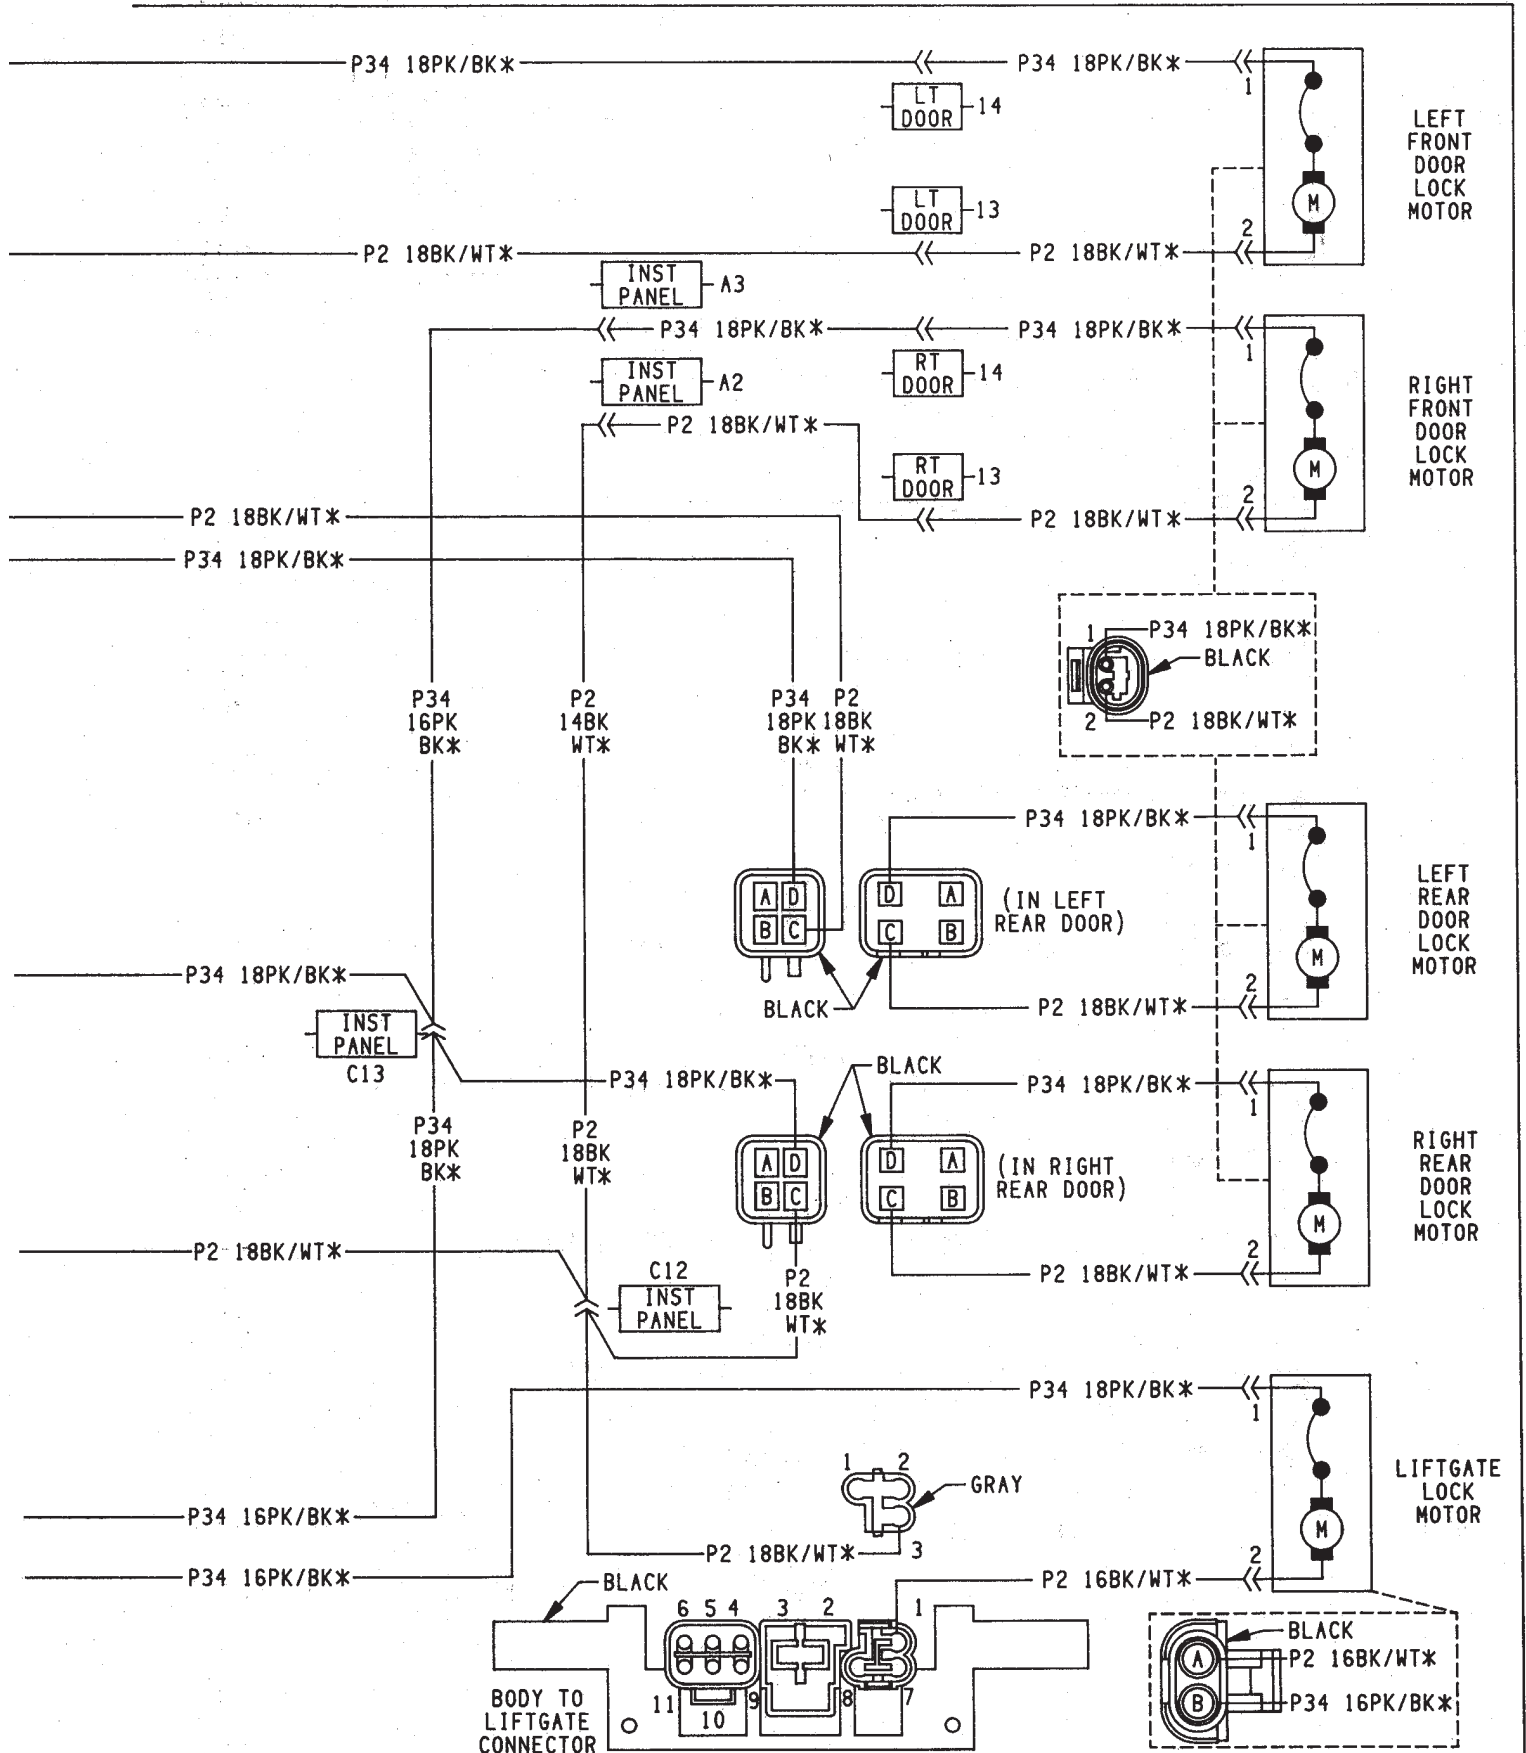 P34 18PK/BK* P34 18PK/BK*
1
LT
DOOR
14
LEFT
FRONT
DOOR
LOCK
MOTOR
M
LT
DOOR
13
2
P2 18BK/WT* P2 18BK/WT*
INST
PANEL
A3
P34 18PK/BK* P34 18PK/BK*
1
INST
PANEL
A2
RT
DOOR
14
RIGHT
FRONT
DOOR
LOCK
MOTOR
M
P2 18BK/WT*
RT
DOOR
13
2
P2 18BK/WT* P2 18BK/WT*
P34 18PK/BK*
1
P34 18PK/BK*
BLACK
2
P2 18BK/WT*
P34
16PK
BK*
P2
14BK
WT*
P34
18PK
BK*
P2
18BK
WT*
P34 18PK/BK*
1
A D
B C
D A
C B
(IN LEFT
REAR DOOR)
LEFT
REAR
DOOR
LOCK
MOTOR
M
P34 18PK/BK*
BLACK
2
P2 18BK/WT*
INST
PANEL
C13
BLACK
P34 18PK/BK* P34 18PK/BK*
1
P34
18PK
BK*
P2
18BK
WT*
A D
B C
D A
C B
(IN RIGHT
REAR DOOR)
RIGHT
REAR
DOOR
LOCK
MOTOR
M
P2 18BK/WT*
2
P2 18BK/WT*
C12
INST
PANEL
P2
18BK
WT*
P34 18PK/BK*
1
1 2
GRAY
LIFTGATE
LOCK
MOTOR
M
P34 16PK/BK*
P2 18BK/WT* 3
2
P34 16PK/BK*
P2 16BK/WT*
BLACK
6 5 4 3 2 1
BLACK
A
P2 16BK/WT*
B
P34 16PK/BK*
11 10 9 8 7
BODY TO
LIFTGATE
CONNECTOR